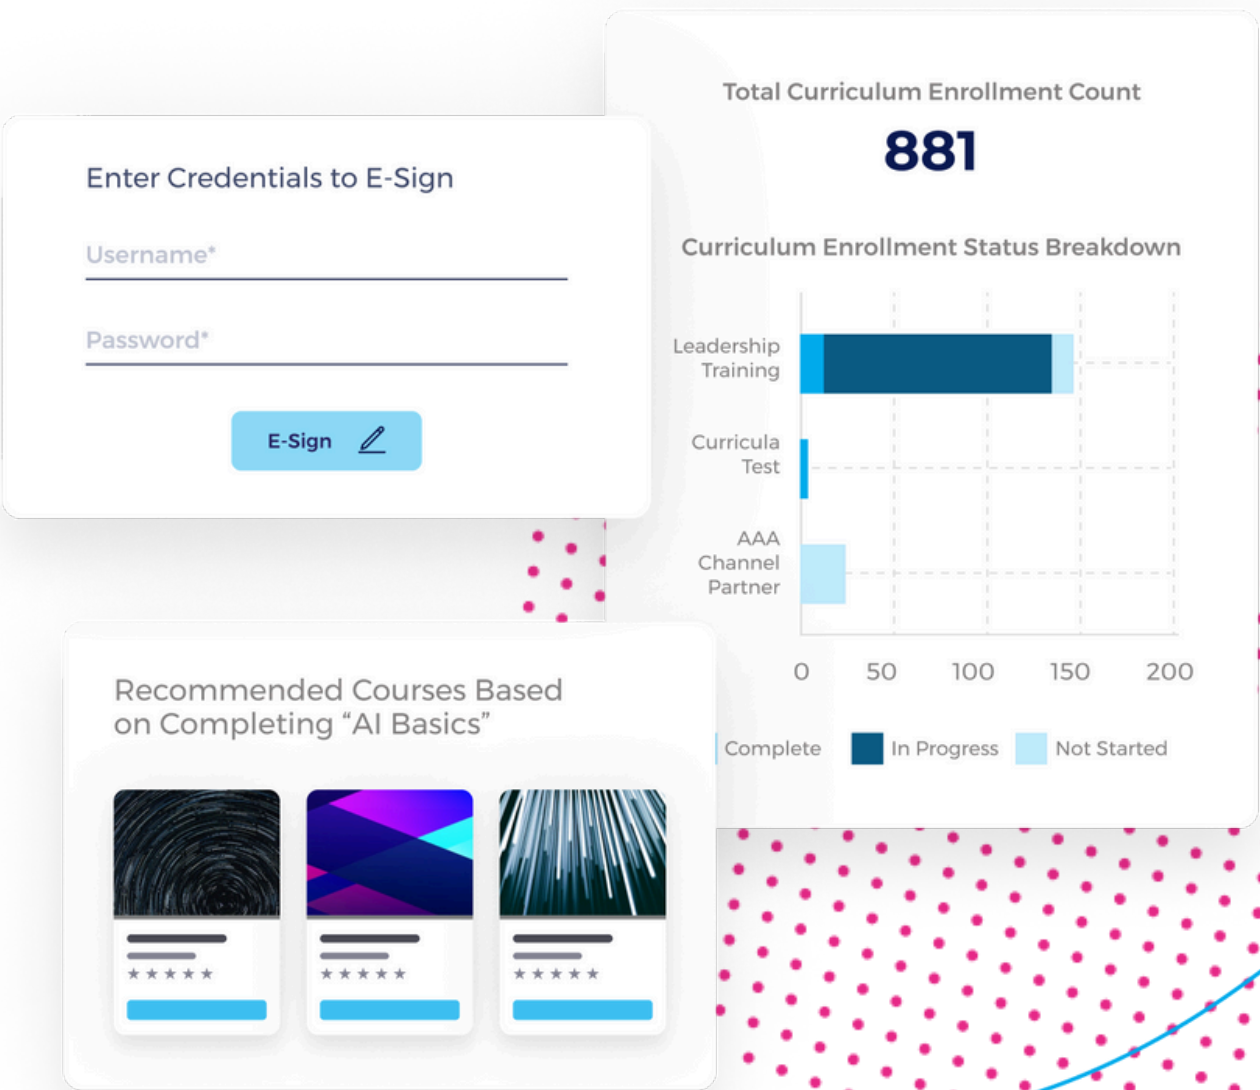 Total Curriculum Enrollment Count
881
Enter Credentials to E-Sign
Username*
Password*
E-Sign
Curriculum Enrollment Status Breakdown
Leadership
Training
Curricula
Test
AAA
Channel
Partner
0 50 100 150 200
Complete In Progress Not Started
Recommended Courses Based
on Completing “AI Basics”